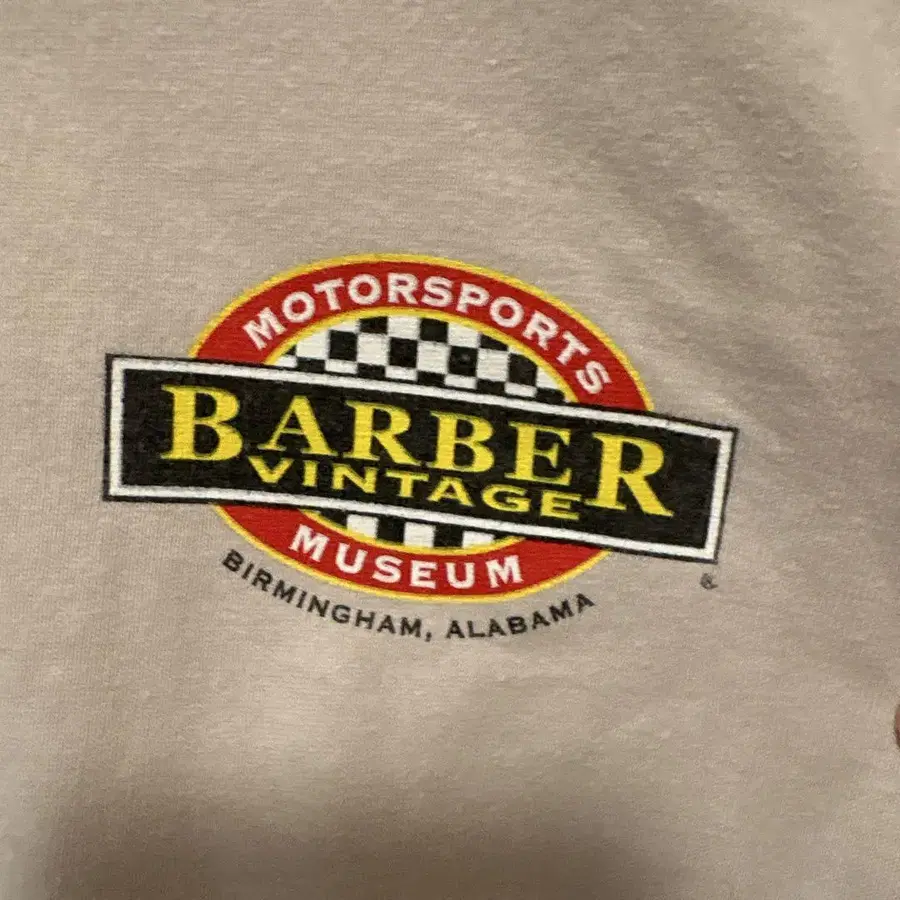 MOTORSPORTS
BARBER
VINTAGE
MUSEUM
BIRMINGHAM, ALABAMA